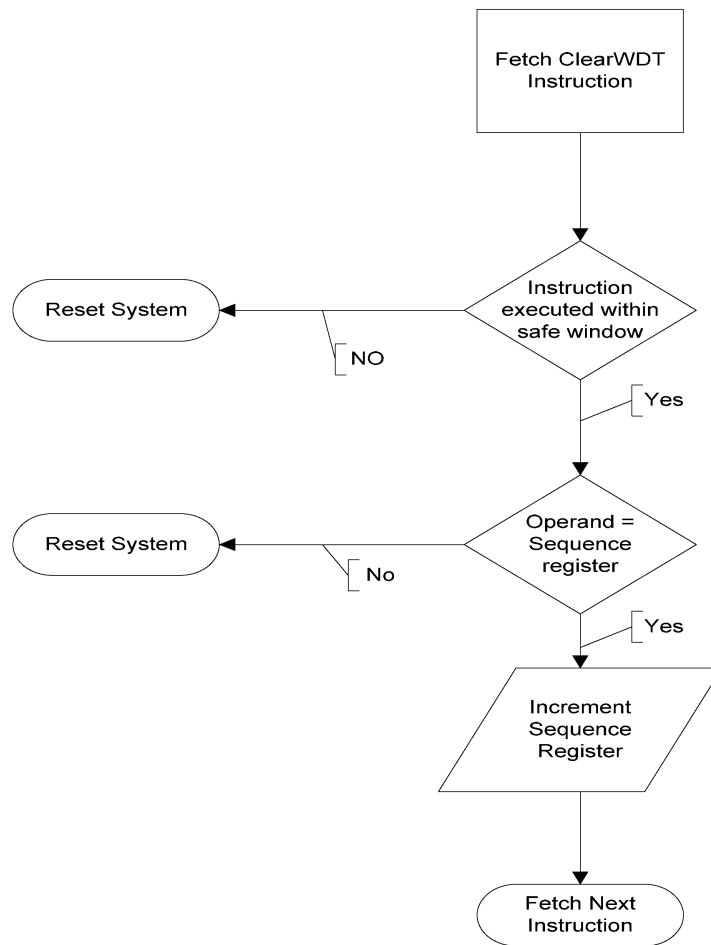 Fetch ClearWDT
Instruction
Instruction
executed within
safe window
Reset System
NO
Yes
Operand =
Sequence
register
Reset System
No
Yes
Increment
Sequence
Register
Fetch Next
Instruction